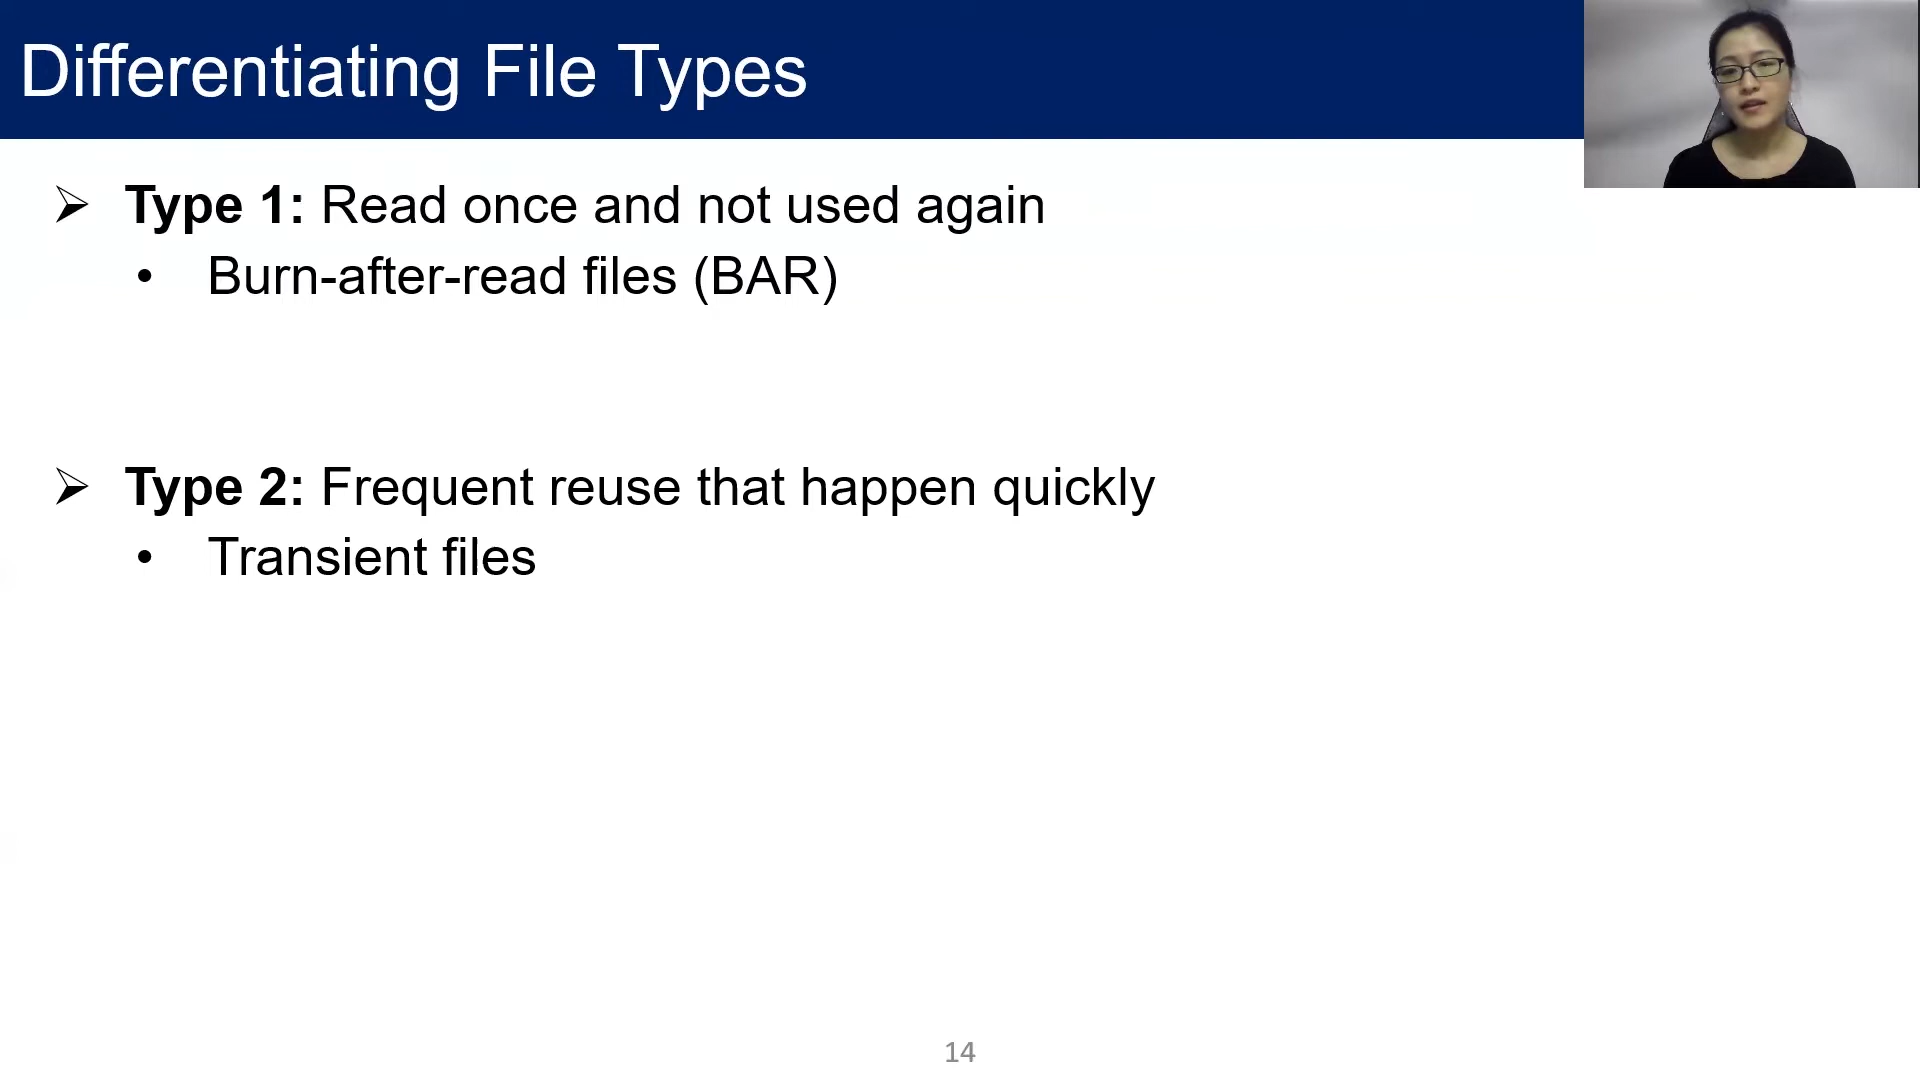 Differentiating File Types
➢ Type 1: Read once and not used again
• Burn-after-read files (BAR)
➢ Type 2: Frequent reuse that happen quickly
• Transient files
14